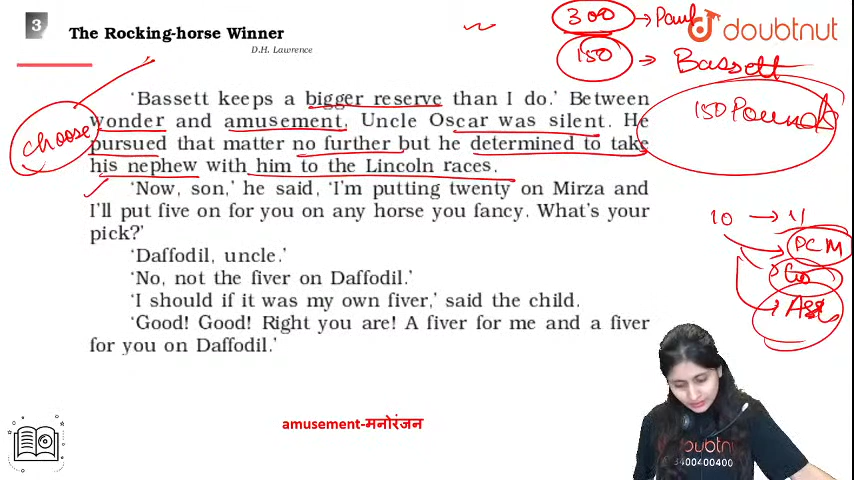 3
The Rocking-horse Winner
D.H. Lawrence
300 → Paul
doubtnut
150 → Bassett
150 Pounds
'Bassett keeps a bigger reserve than I do.' Between
wonder and amusement, Uncle Oscar was silent. He
pursued that matter no further but he determined to take
his nephew with him to the Lincoln races.
choose
'Now, son,' he said, 'I'm putting twenty on Mirza and
I'll put five on for you on any horse you fancy. What's your
pick?'
'Daffodil, uncle.'
'No, not the fiver on Daffodil.'
'I should if it was my own fiver,' said the child.
'Good! Good! Right you are! A fiver for me and a fiver
for you on Daffodil.'
10 → 11
PCM
amusement-मनोरंजन
doubtnut
8400400400